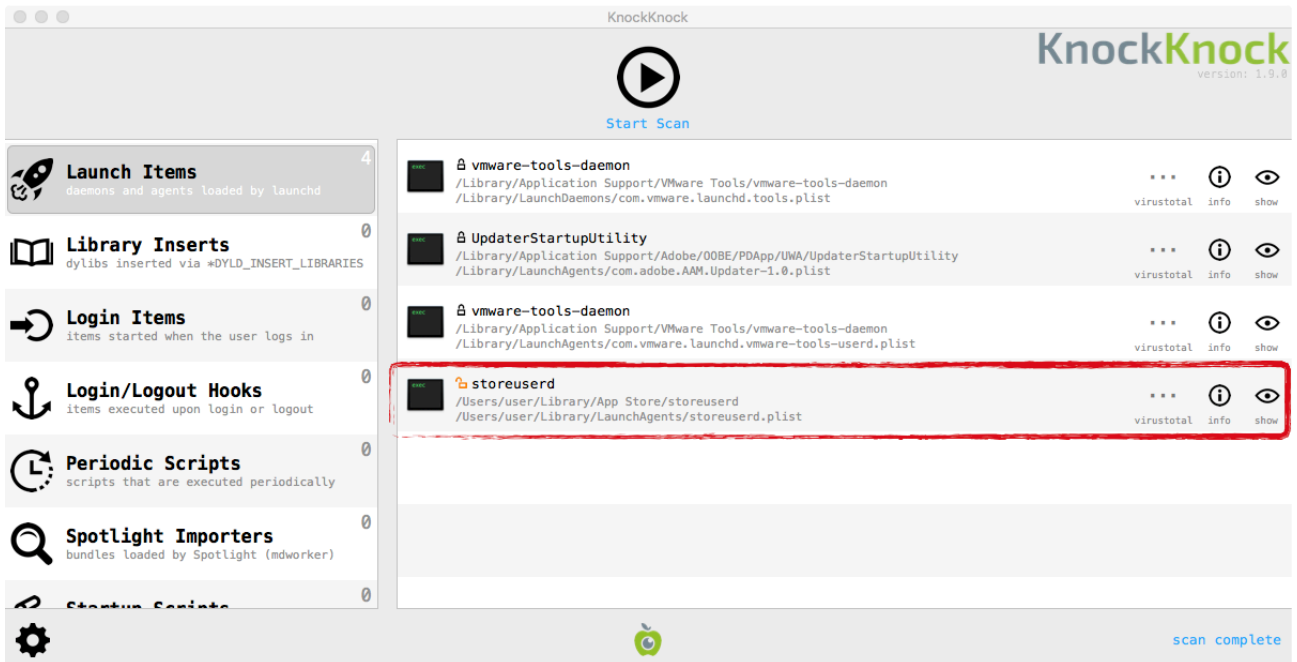 KnockKnock
KnockKnock
version: 1.9.0
Start Scan
Launch Items
4
daemons and agents loaded by launchd
Library Inserts
0
dylibs inserted via *DYLD_INSERT_LIBRARIES
Login Items
0
items started when the user logs in
Login/Logout Hooks
0
items executed upon login or logout
Periodic Scripts
0
scripts that are executed periodically
Spotlight Importers
0
bundles loaded by Spotlight (mdworker)
Startup Scripts
0
exec
vmware-tools-daemon
/Library/Application Support/VMware Tools/vmware-tools-daemon
/Library/LaunchDaemons/com.vmware.launchd.tools.plist
virustotal info show
exec
UpdaterStartupUtility
/Library/Application Support/Adobe/OOBE/PDApp/UWA/UpdaterStartupUtility
/Library/LaunchAgents/com.adobe.AAM.Updater-1.0.plist
virustotal info show
exec
vmware-tools-daemon
/Library/Application Support/VMware Tools/vmware-tools-daemon
/Library/LaunchAgents/com.vmware.launchd.vmware-tools-userd.plist
virustotal info show
exec
storeuserd
/Users/user/Library/App Store/storeuserd
/Users/user/Library/LaunchAgents/storeuserd.plist
virustotal info show
scan complete